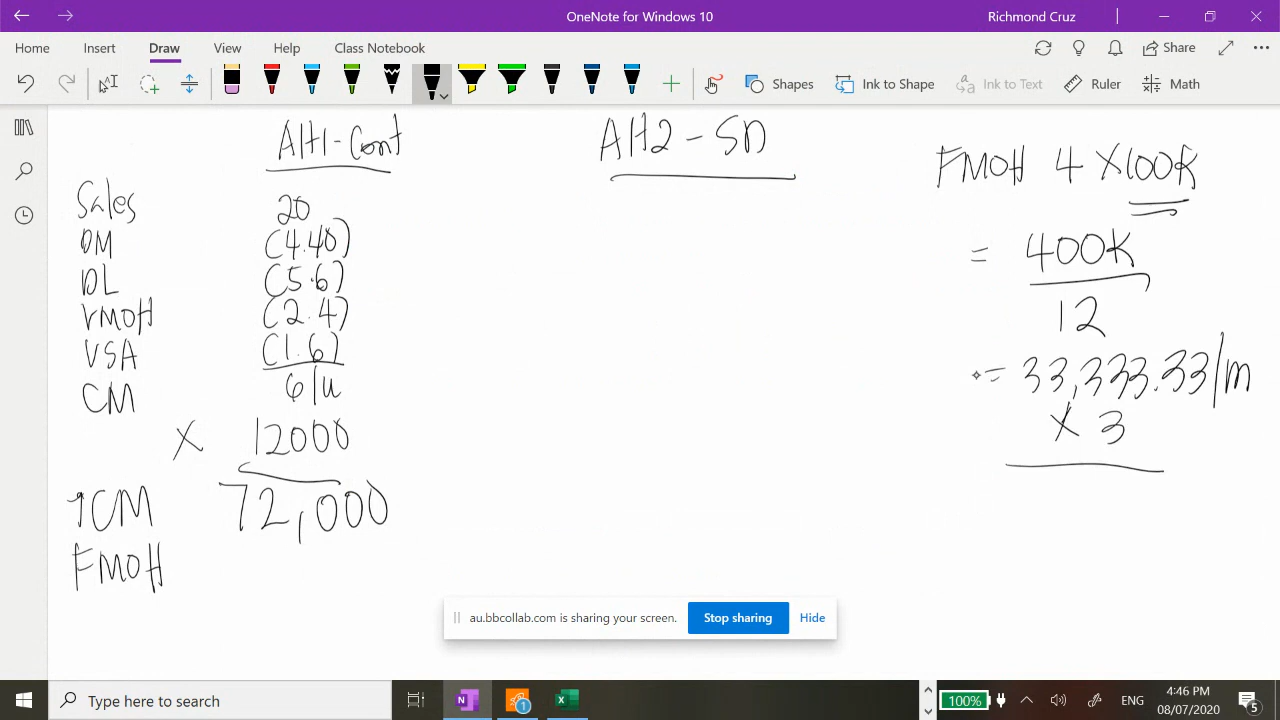 OneNote for Windows 10
Richmond Cruz
Home Insert Draw View Help Class Notebook
Share
Shapes Ink to Shape Ink to Text Ruler Math
Alt1-Cont
Sales 20
DM (4.40)
DL (5.6)
VMOH (2.4)
VSA (1.6)
CM 6/u
X 12000
TCM 72,000
FMOH
Alt2-SD
FMOH 4 X100K
= 400K
12
= 33,333.33/m
X 3
au.bbcollab.com is sharing your screen. Stop sharing Hide
Type here to search
N
1
X
100%
ENG
4:46 PM
08/07/2020
5